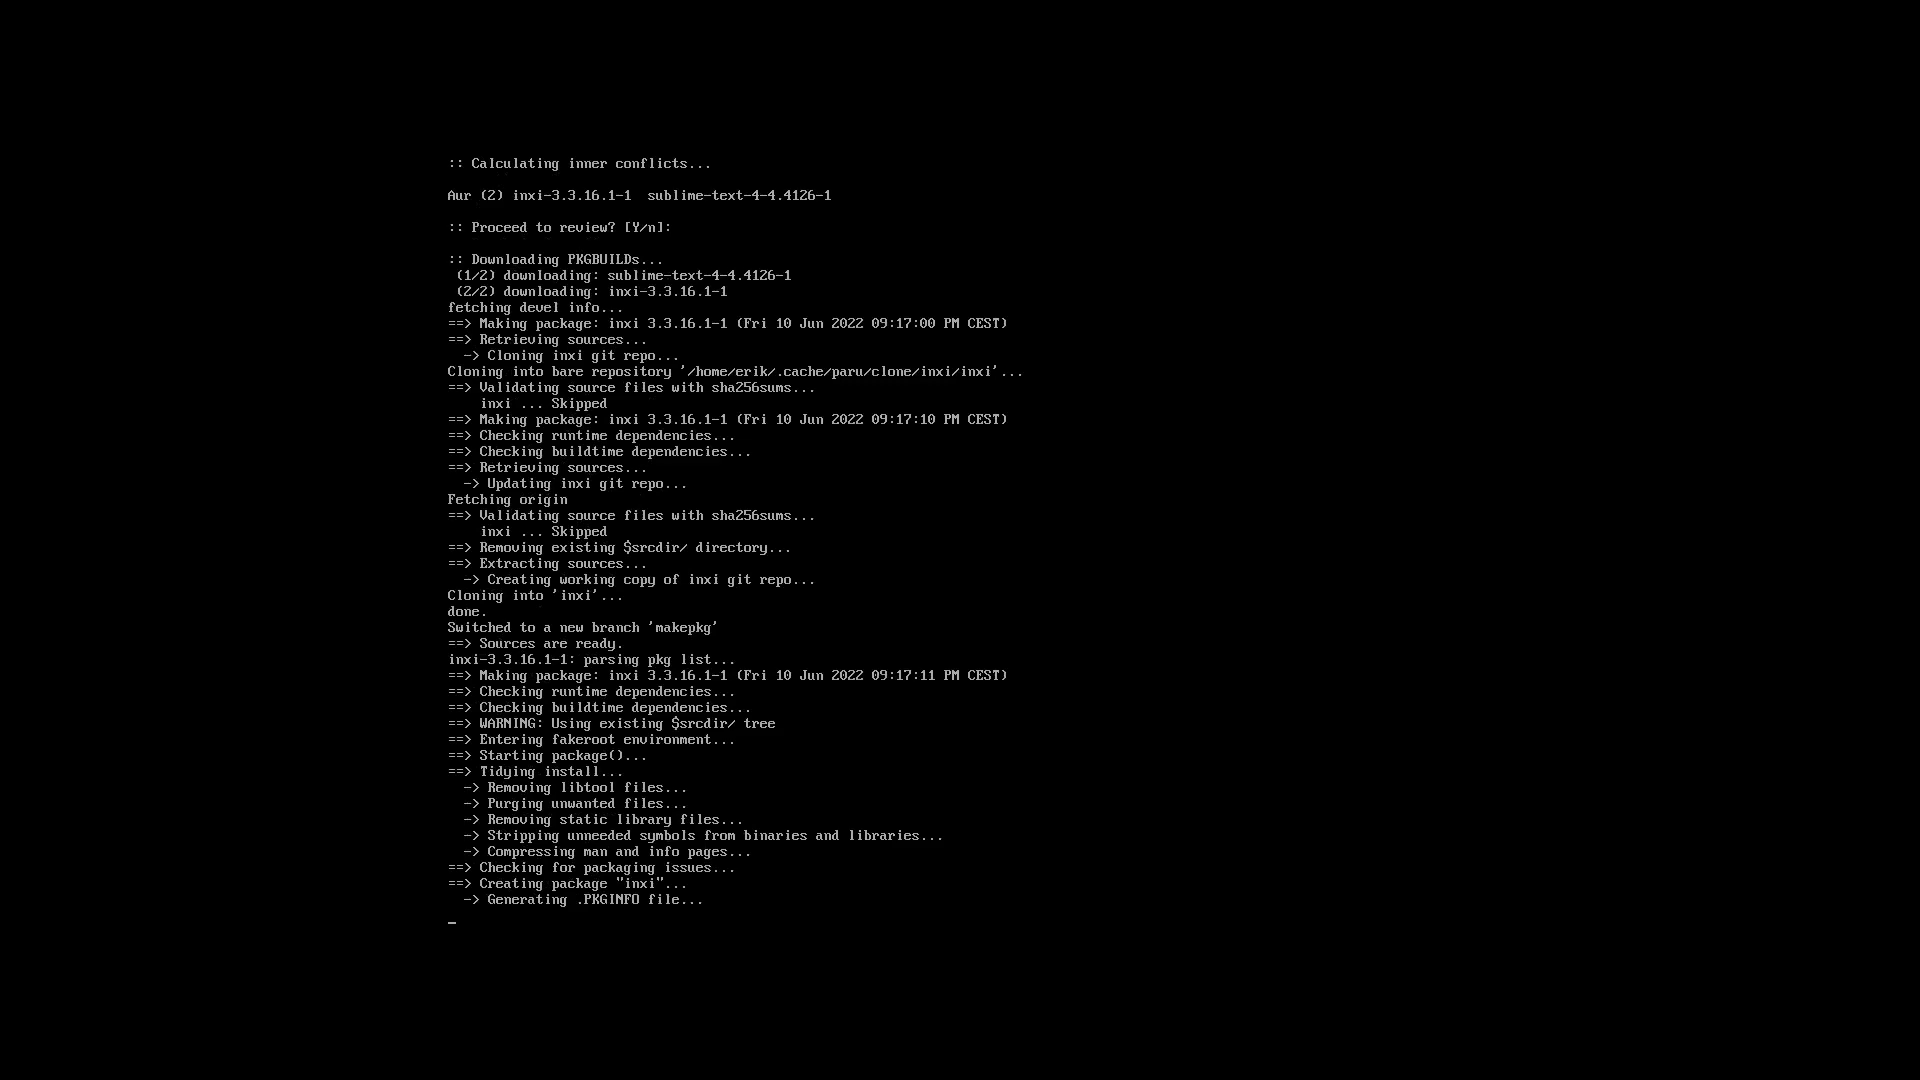 :: Calculating inner conflicts...
Aur (2) inxi-3.3.16.1-1  sublime-text-4-4.4126-1
:: Proceed to review? [Y/n]:
:: Downloading PKGBUILDs...
 (1/2) downloading: sublime-text-4-4.4126-1
 (2/2) downloading: inxi-3.3.16.1-1
fetching devel info...
==> Making package: inxi 3.3.16.1-1 (Fri 10 Jun 2022 09:17:00 PM CEST)
==> Retrieving sources...
  -> Cloning inxi git repo...
Cloning into bare repository '/home/erik/.cache/paru/clone/inxi/inxi'...
==> Validating source files with sha256sums...
    inxi ... Skipped
==> Making package: inxi 3.3.16.1-1 (Fri 10 Jun 2022 09:17:10 PM CEST)
==> Checking runtime dependencies...
==> Checking buildtime dependencies...
==> Retrieving sources...
  -> Updating inxi git repo...
Fetching origin
==> Validating source files with sha256sums...
    inxi ... Skipped
==> Removing existing $srcdir/ directory...
==> Extracting sources...
  -> Creating working copy of inxi git repo...
Cloning into 'inxi'...
done.
Switched to a new branch 'makepkg'
==> Sources are ready.
inxi-3.3.16.1-1: parsing pkg list...
==> Making package: inxi 3.3.16.1-1 (Fri 10 Jun 2022 09:17:11 PM CEST)
==> Checking runtime dependencies...
==> Checking buildtime dependencies...
==> WARNING: Using existing $srcdir/ tree
==> Entering fakeroot environment...
==> Starting package()...
==> Tidying install...
  -> Removing libtool files...
  -> Purging unwanted files...
  -> Removing static library files...
  -> Stripping unneeded symbols from binaries and libraries...
  -> Compressing man and info pages...
==> Checking for packaging issues...
==> Creating package "inxi"...
  -> Generating .PKGINFO file...
_